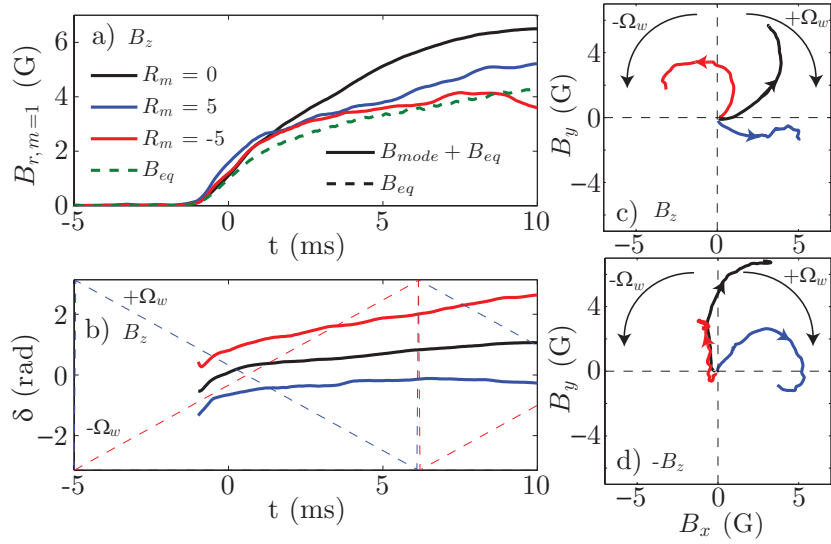 a) B_z
R_m = 0
R_m = 5
R_m = -5
B_eq
B_mode + B_eq
B_eq
B_{r,m=1} (G)
6
4
2
0
-5 0 5 10
t (ms)
b) B_z
+Ω_w
-Ω_w
δ (rad)
2
0
−2
-5 0 5 10
t (ms)
-Ω_w +Ω_w
B_y (G)
4
0
−4
−5 0 5
c) B_z
-Ω_w +Ω_w
B_y (G)
4
0
−4
−5 0 5
d) -B_z
B_x (G)